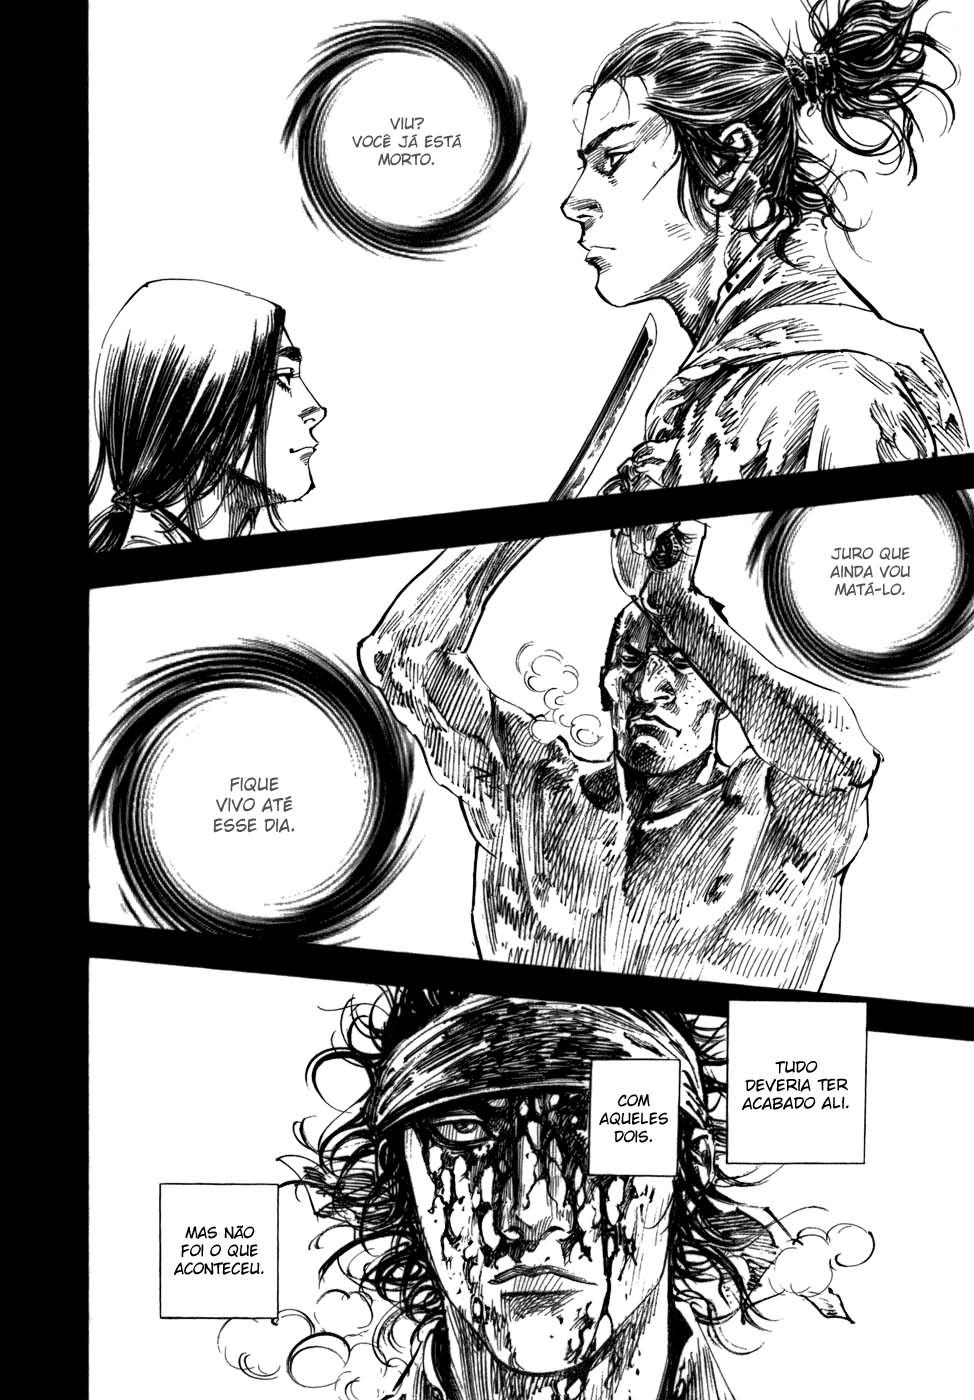 VIU?
VOCÊ JÁ ESTÁ
MORTO.
JURO QUE
AINDA VOU
MATÁ-LO.
FIQUE
VIVO ATÉ
ESSE DIA.
TUDO
DEVERIA TER
ACABADO ALI.
COM
AQUELES
DOIS.
MAS NÃO
FOI O QUE
ACONTECEU.